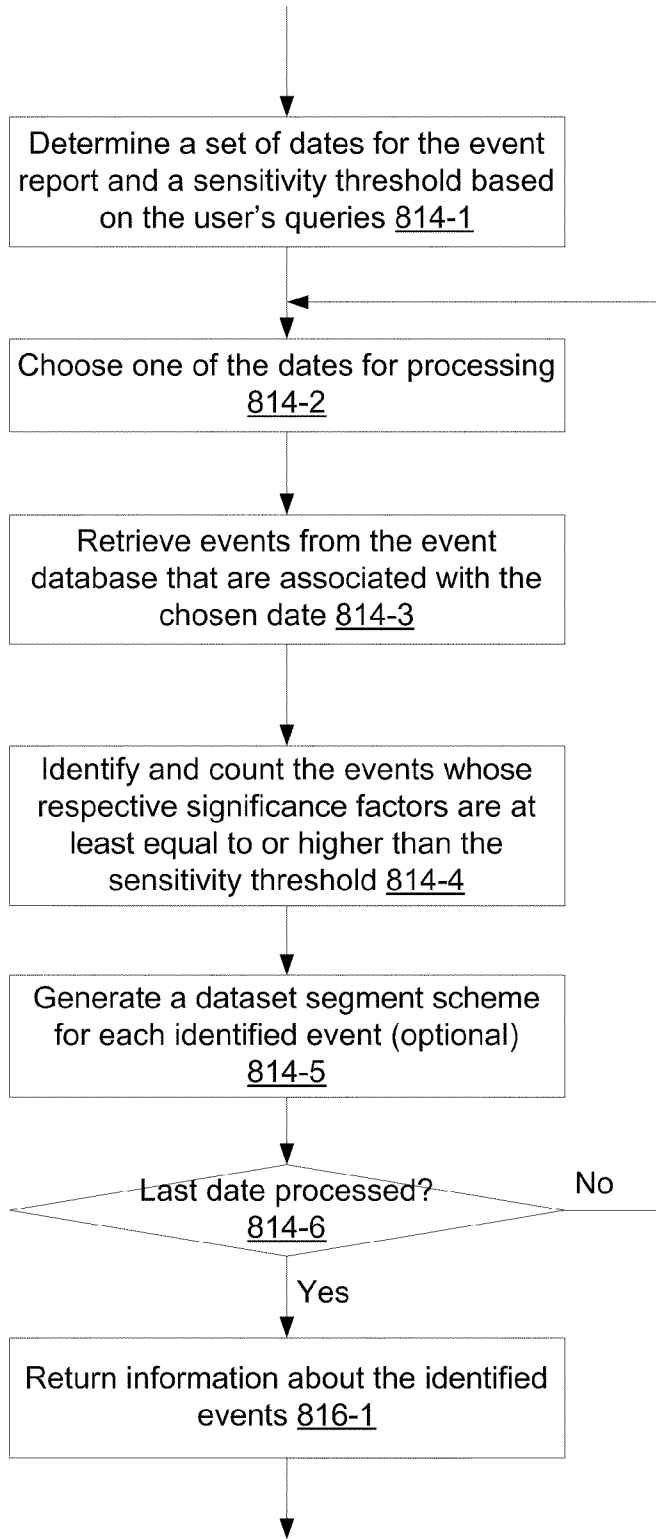 Determine a set of dates for the event
report and a sensitivity threshold based
on the user's queries 814-1
Choose one of the dates for processing
814-2
Retrieve events from the event
database that are associated with the
chosen date 814-3
Identify and count the events whose
respective significance factors are at
least equal to or higher than the
sensitivity threshold 814-4
Generate a dataset segment scheme
for each identified event (optional)
814-5
Last date processed?
814-6
No
Yes
Return information about the identified
events 816-1